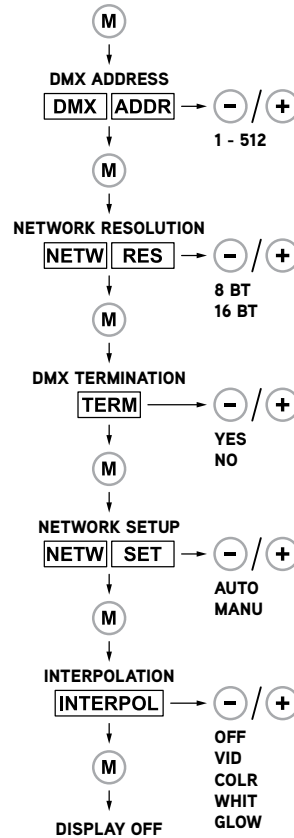 M
DMX ADDRESS
DMX ADDR − / +
1 - 512
M
NETWORK RESOLUTION
NETW RES − / +
8 BT
16 BT
M
DMX TERMINATION
TERM − / +
YES
NO
M
NETWORK SETUP
NETW SET − / +
AUTO
MANU
M
INTERPOLATION
INTERPOL − / +
OFF
VID
COLR
WHIT
GLOW
M
DISPLAY OFF